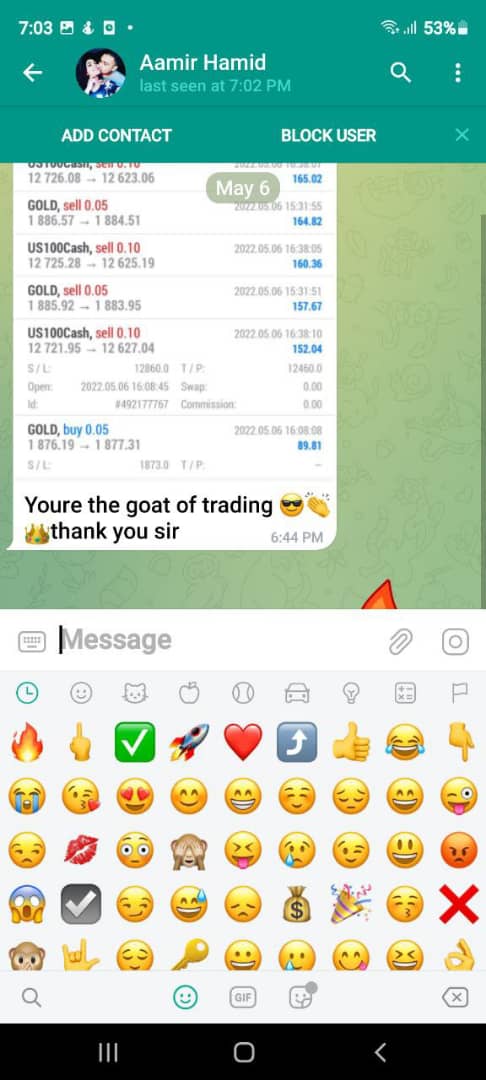 7:03
53%
Aamir Hamid
last seen at 7:02 PM
ADD CONTACT BLOCK USER
US100Cash, sell 0.10
12 726.08 → 12 623.06 165.02
May 6
GOLD, sell 0.05 2022.05.06 15:31:55
1 886.57 → 1 884.51 164.82
US100Cash, sell 0.10 2022.05.06 16:38:05
12 725.28 → 12 625.19 160.36
GOLD, sell 0.05 2022.05.06 15:31:51
1 885.92 → 1 883.95 157.67
US100Cash, sell 0.10 2022.05.06 16:38:10
12 721.95 → 12 627.04 152.04
S / L: 12860.0 T / P: 12460.0
Open: 2022.05.06 16:08:45 Swap: 0.00
Id: #492177767 Commission: 0.00
GOLD, buy 0.05 2022.05.06 16:08:08
1 876.19 → 1 877.31 89.81
S / L: 1873.0 T / P: –
Youre the goat of trading 😎👏
👑thank you sir
6:44 PM
Message
GIF